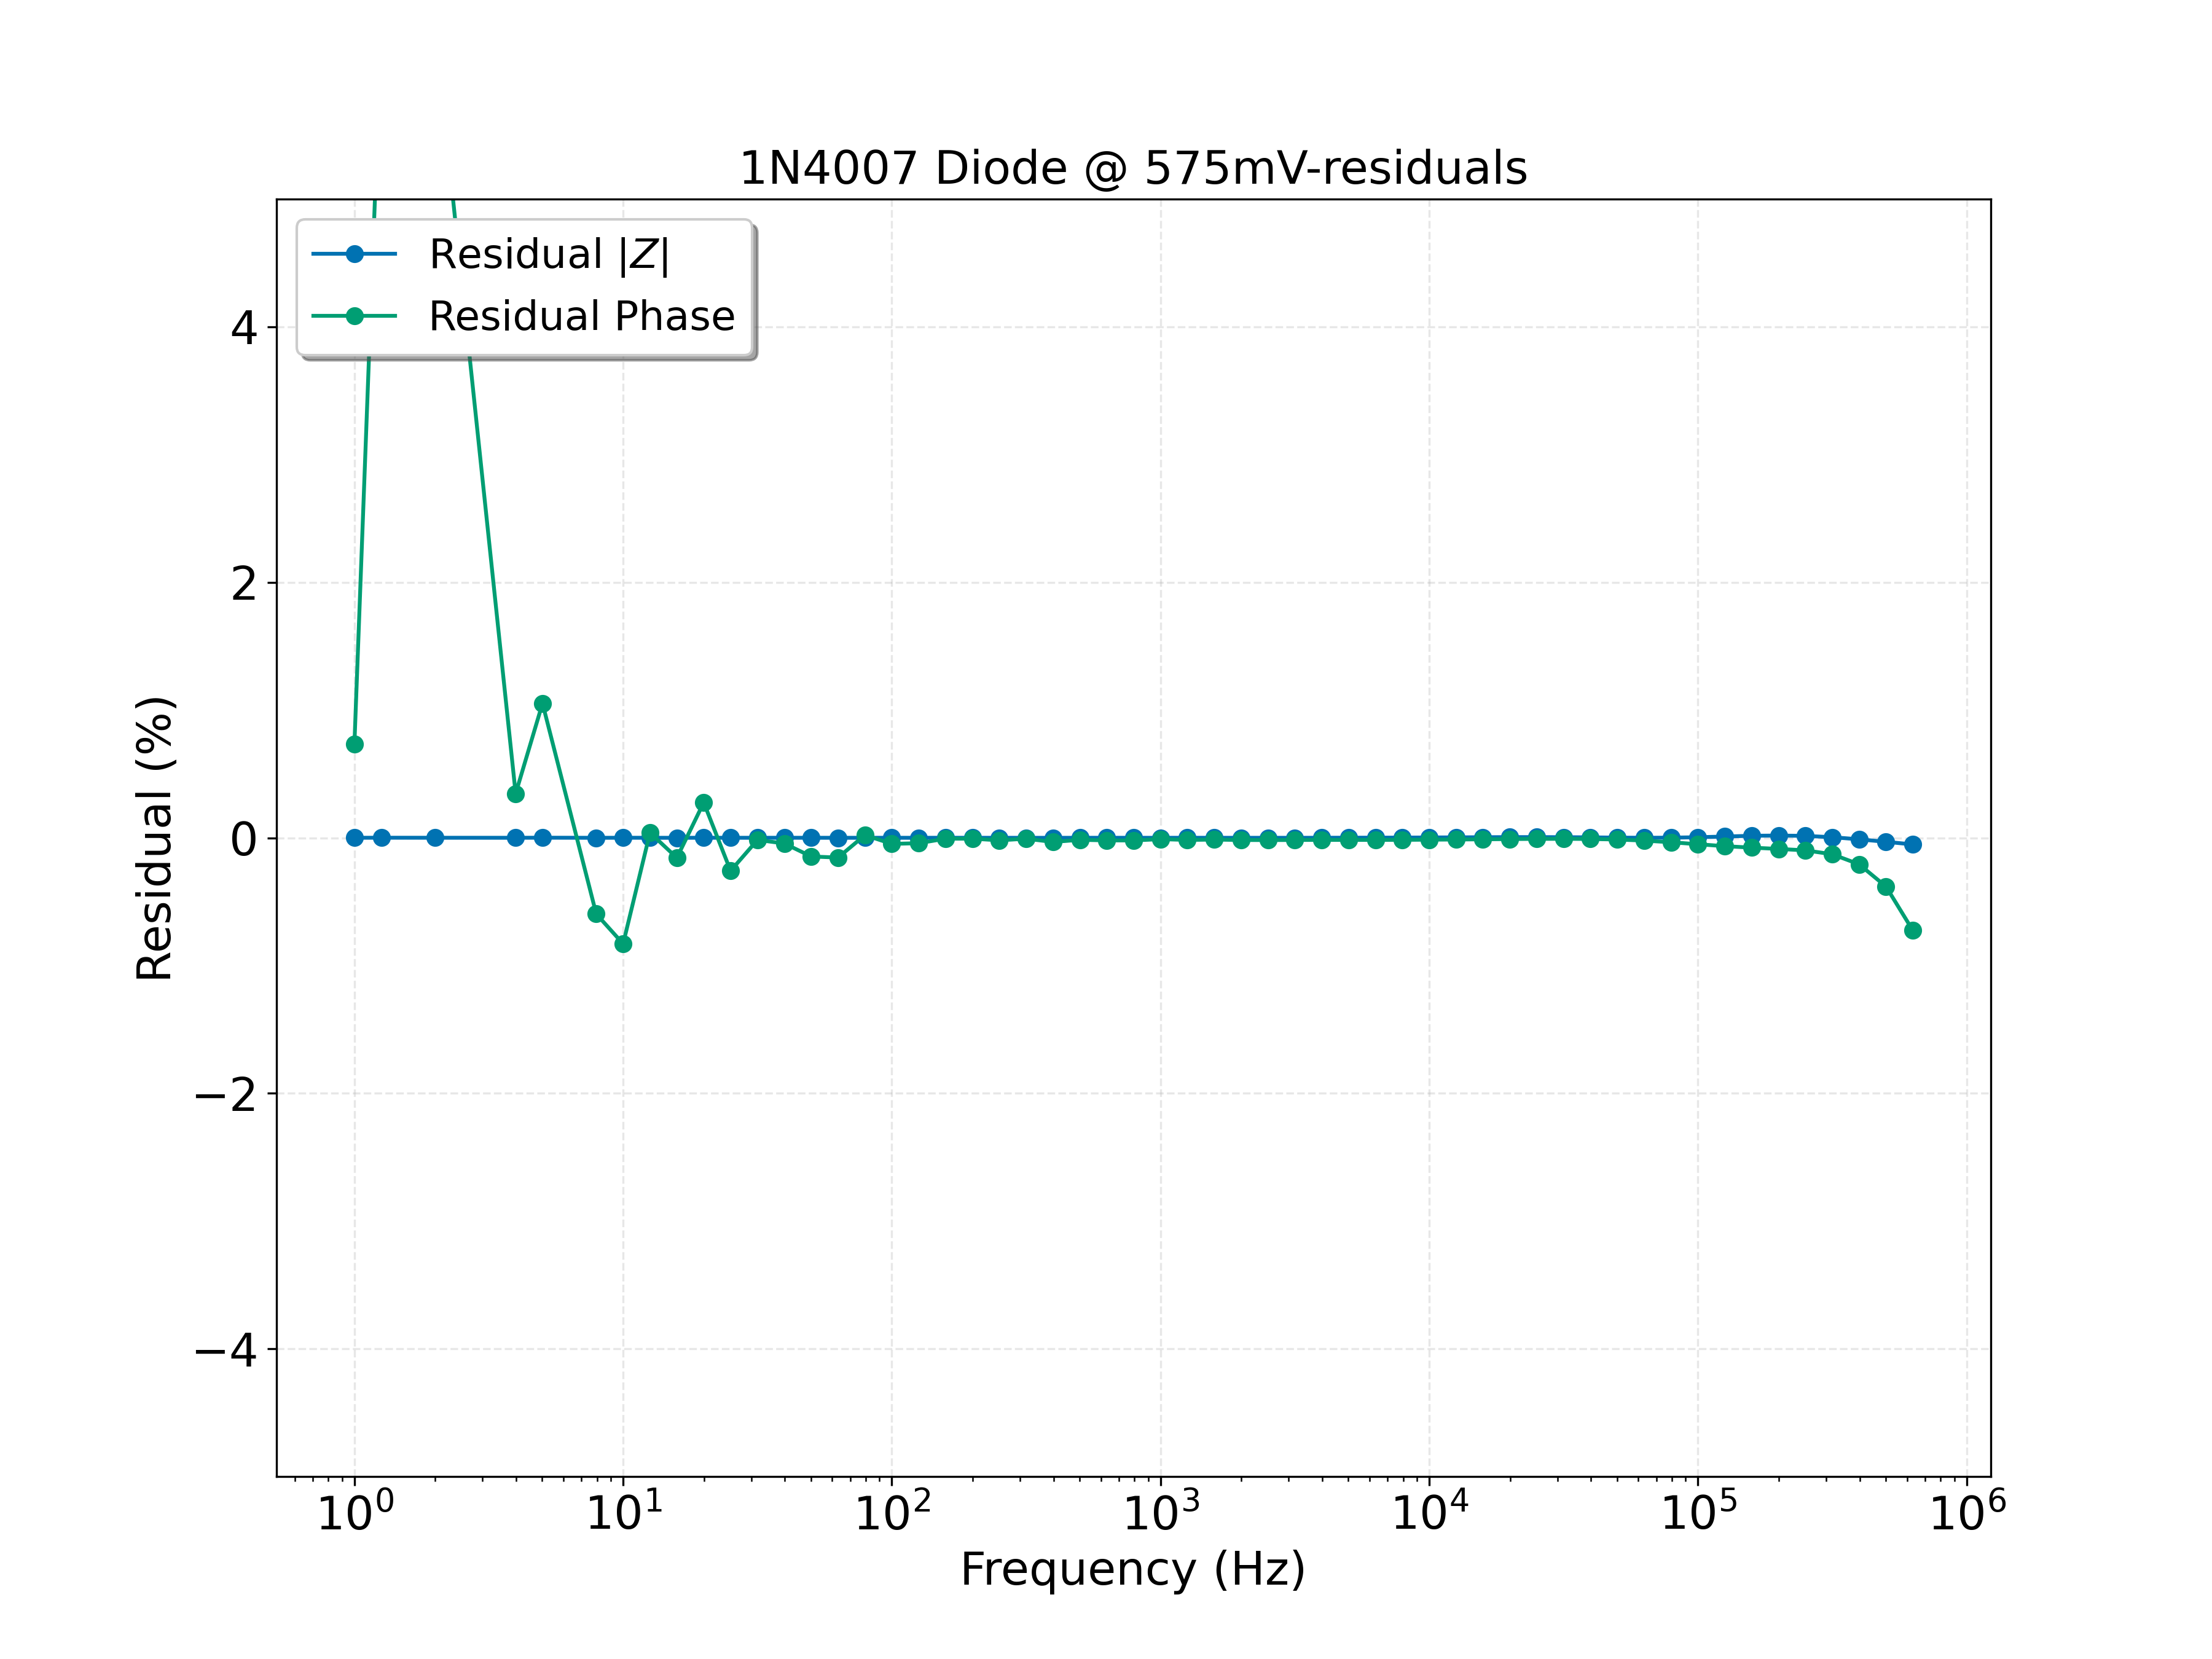 1N4007 Diode @ 575mV-residuals
Residual |Z|
Residual Phase
4
2
0
−2
−4
Residual (%)
10^0 10^1 10^2 10^3 10^4 10^5 10^6
Frequency (Hz)